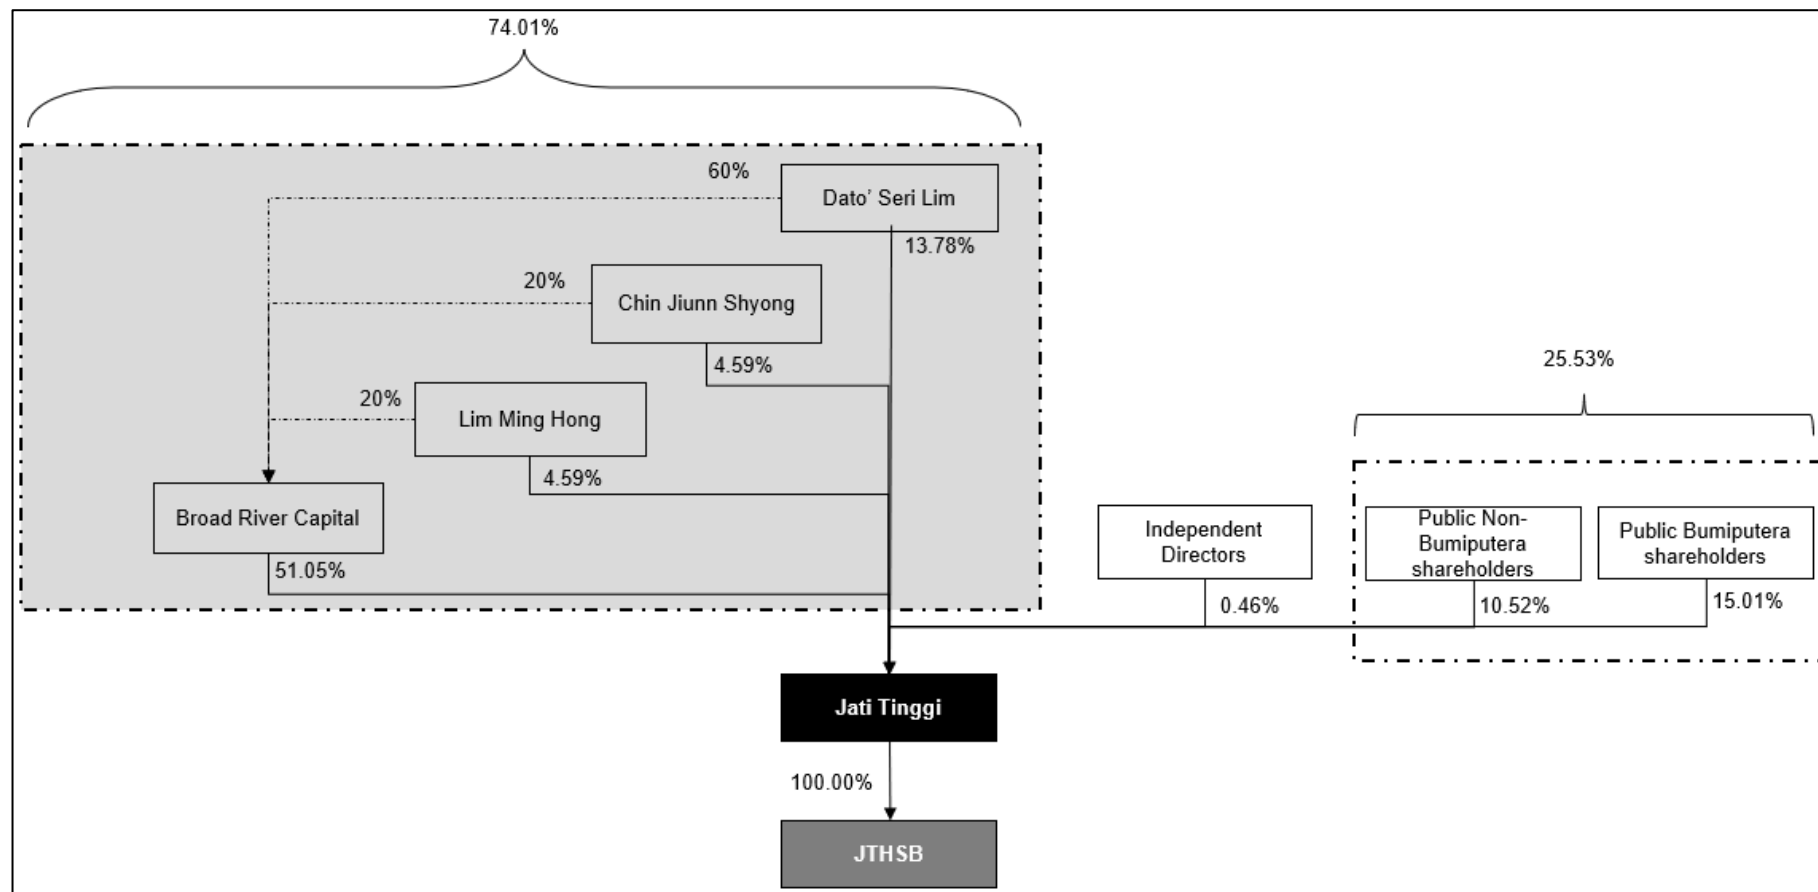 74.01%
60%
Dato’ Seri Lim
13.78%
20%
Chin Jiunn Shyong
4.59%
20%
Lim Ming Hong
4.59%
Broad River Capital
51.05%
25.53%
Independent
Directors
0.46%
Public Non-
Bumiputera
shareholders
10.52%
Public Bumiputera
shareholders
15.01%
Jati Tinggi
100.00%
JTHSB